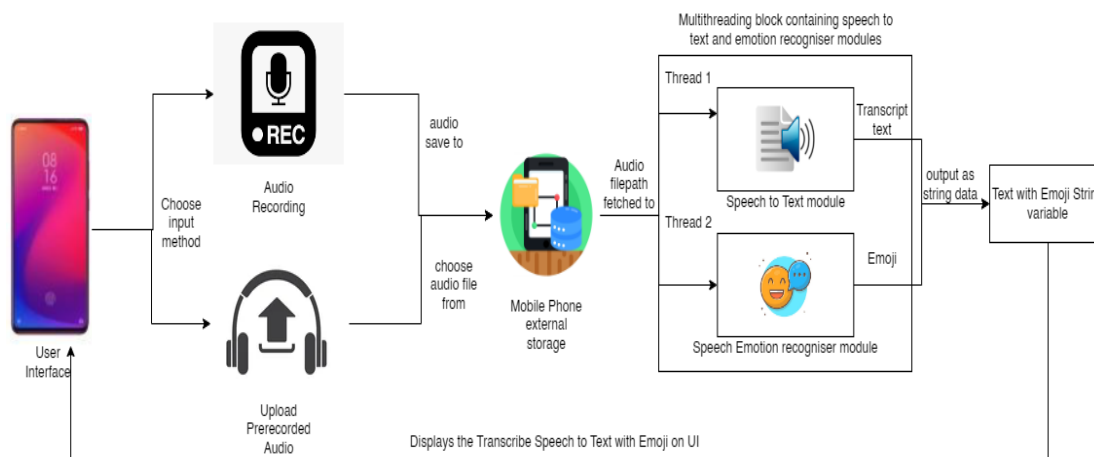 Multithreading block containing speech to
text and emotion recogniser modules
Thread 1
Transcript
text
Speech to Text module
REC
Audio
Recording
audio
save to
08
16
Choose
input
method
Audio
filepath
fetched to
output as
string data
Text with Emoji Strin
variable
Thread 2
Emoji
Speech Emotion recogniser module
choose
audio file
from
Mobile Phone
external
storage
User
Interface
Upload
Prerecorded
Audio
Displays the Transcribe Speech to Text with Emoji on UI